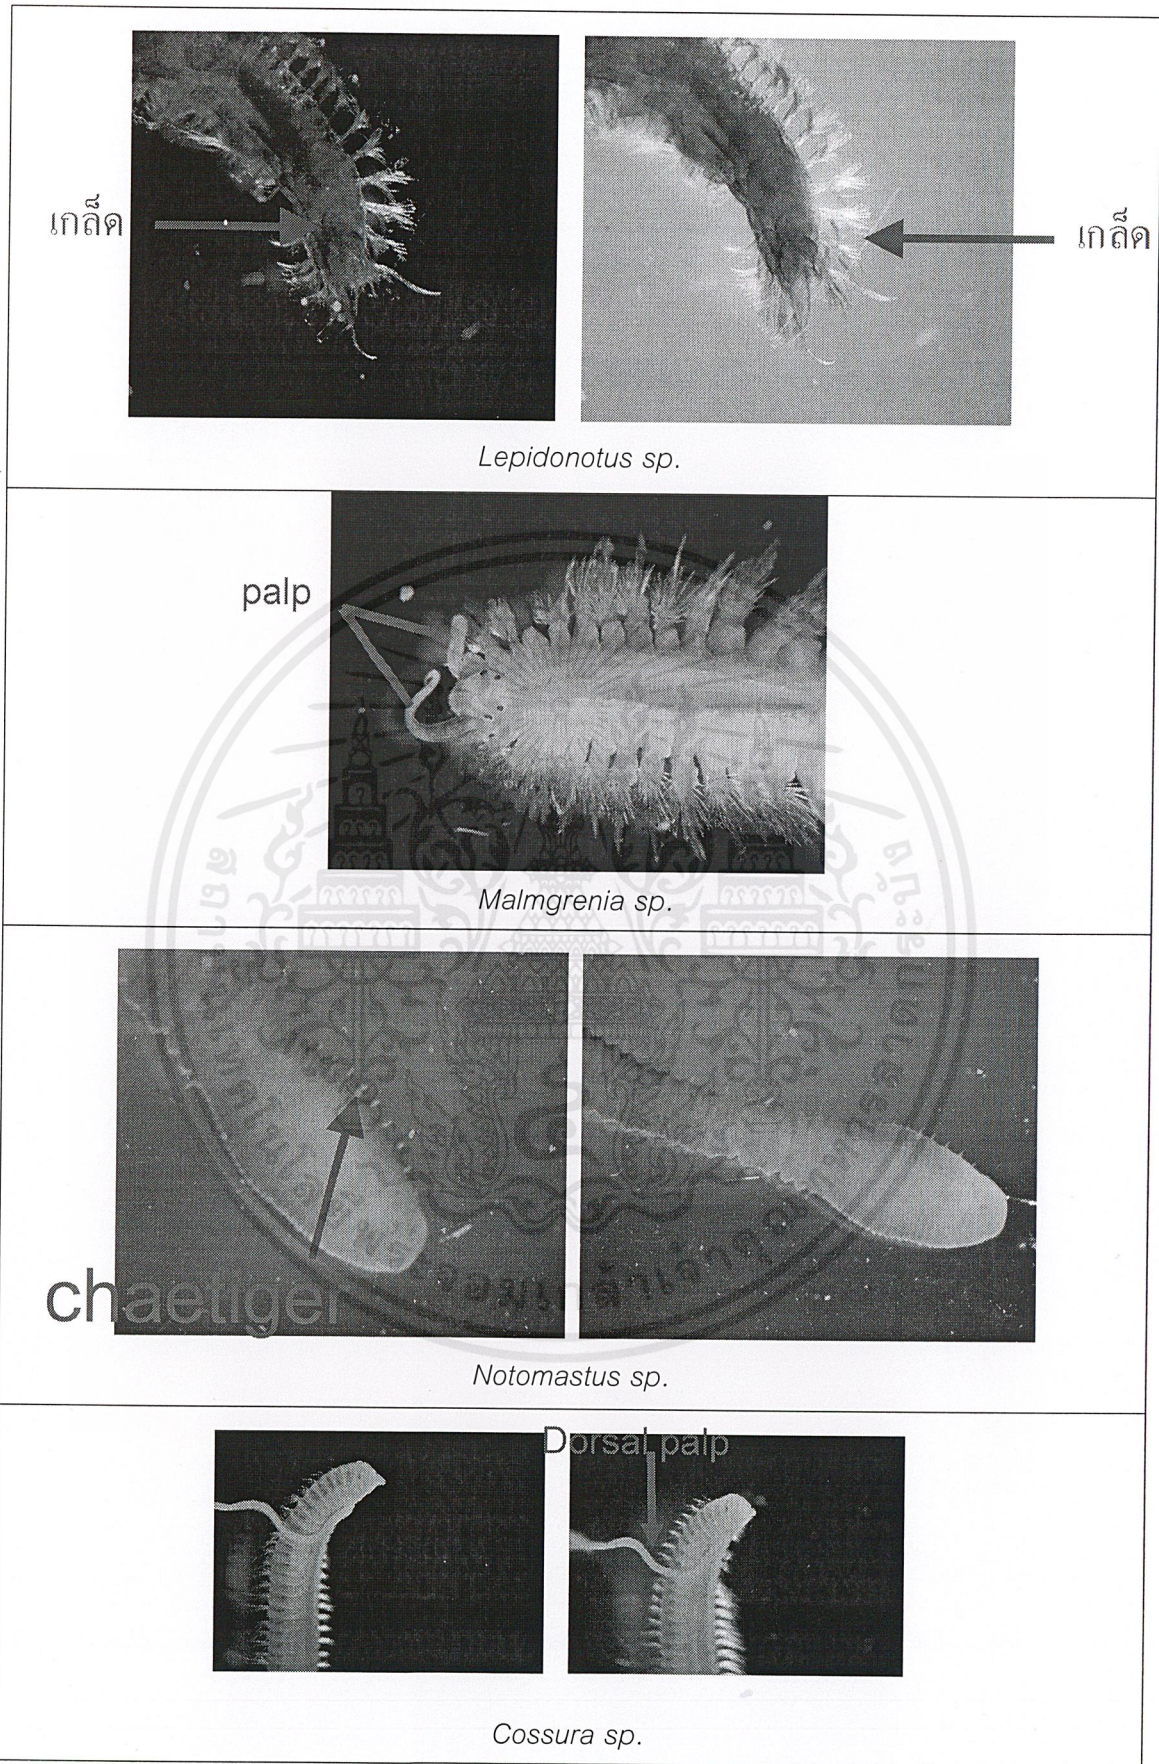 เกล็ด
เกล็ด
Lepidonotus sp.
palp
Malmgrenia sp.
chaetiger
Notomastus sp.
Dorsal palp
Cossura sp.